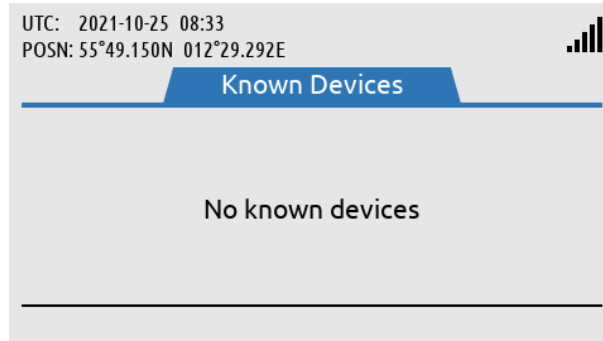 UTC: 2021-10-25 08:33
POSN: 55°49.150N 012°29.292E
Known Devices
No known devices